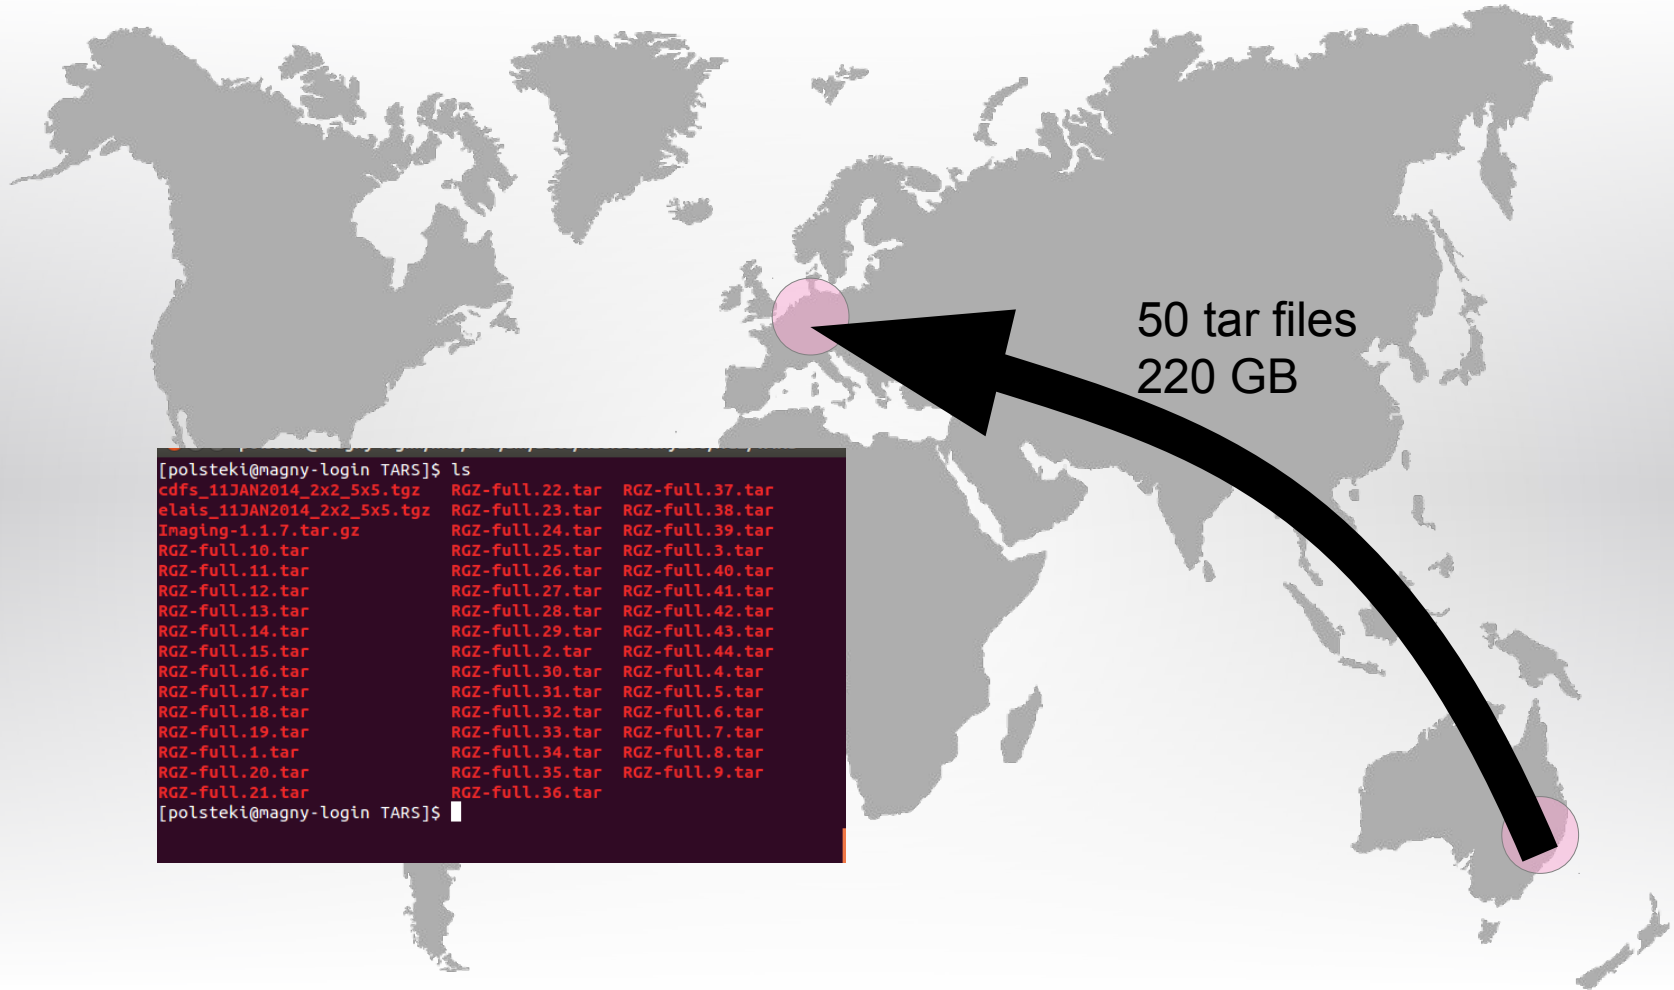 50 tar files
220 GB
[polsteki@magny-login TARS]$ ls
cdfs_11JAN2014_2x2_5x5.tgz RGZ-full.22.tar RGZ-full.37.tar
elais_11JAN2014_2x2_5x5.tgz RGZ-full.23.tar RGZ-full.38.tar
Imaging-1.1.7.tar.gz RGZ-full.24.tar RGZ-full.39.tar
RGZ-full.10.tar RGZ-full.25.tar RGZ-full.3.tar
RGZ-full.11.tar RGZ-full.26.tar RGZ-full.40.tar
RGZ-full.12.tar RGZ-full.27.tar RGZ-full.41.tar
RGZ-full.13.tar RGZ-full.28.tar RGZ-full.42.tar
RGZ-full.14.tar RGZ-full.29.tar RGZ-full.43.tar
RGZ-full.15.tar RGZ-full.2.tar RGZ-full.44.tar
RGZ-full.16.tar RGZ-full.30.tar RGZ-full.4.tar
RGZ-full.17.tar RGZ-full.31.tar RGZ-full.5.tar
RGZ-full.18.tar RGZ-full.32.tar RGZ-full.6.tar
RGZ-full.19.tar RGZ-full.33.tar RGZ-full.7.tar
RGZ-full.1.tar RGZ-full.34.tar RGZ-full.8.tar
RGZ-full.20.tar RGZ-full.35.tar RGZ-full.9.tar
RGZ-full.21.tar RGZ-full.36.tar
[polsteki@magny-login TARS]$